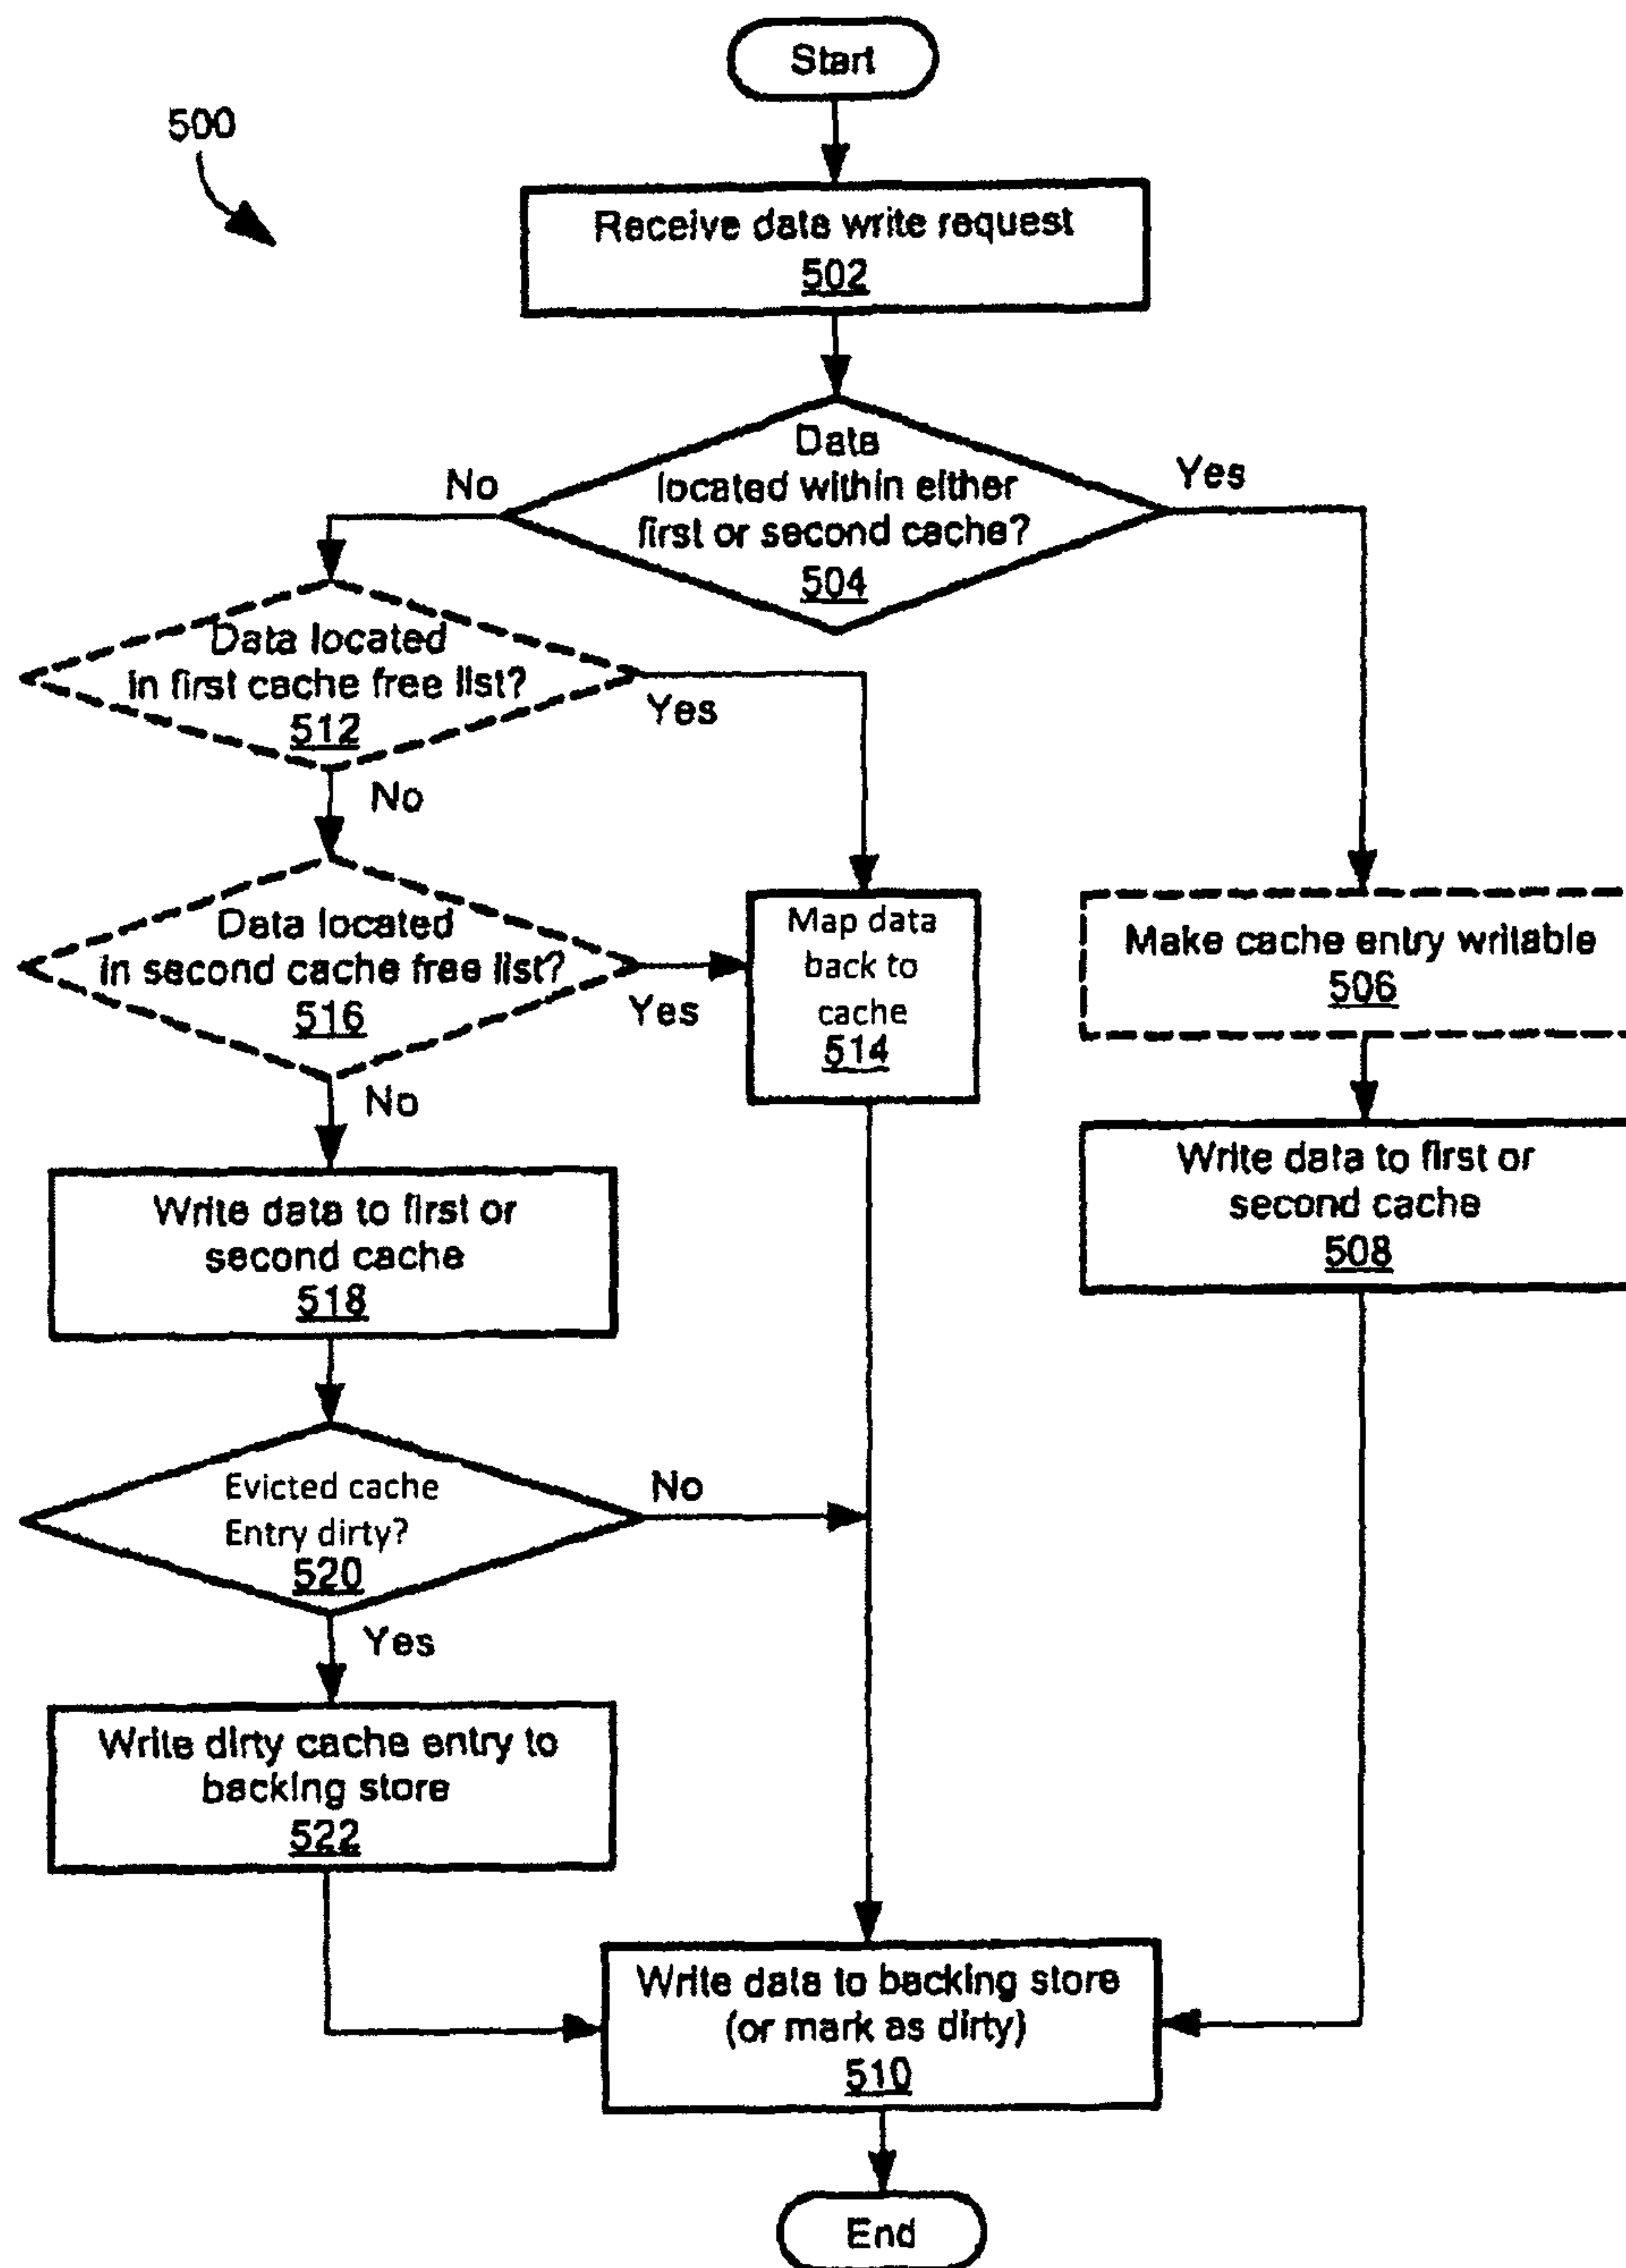 Start
500
Receive data write request
502
Data
located within either
first or second cache?
504
No
Yes
Data located
in first cache free list?
512
Yes
No
Data located
in second cache free list?
516
Yes
No
Map data
back to
cache
514
Make cache entry writable
506
Write data to first or
second cache
508
Write data to first or
second cache
518
Evicted cache
Entry dirty?
520
No
Yes
Write dirty cache entry to
backing store
522
Write data to backing store
(or mark as dirty)
510
End